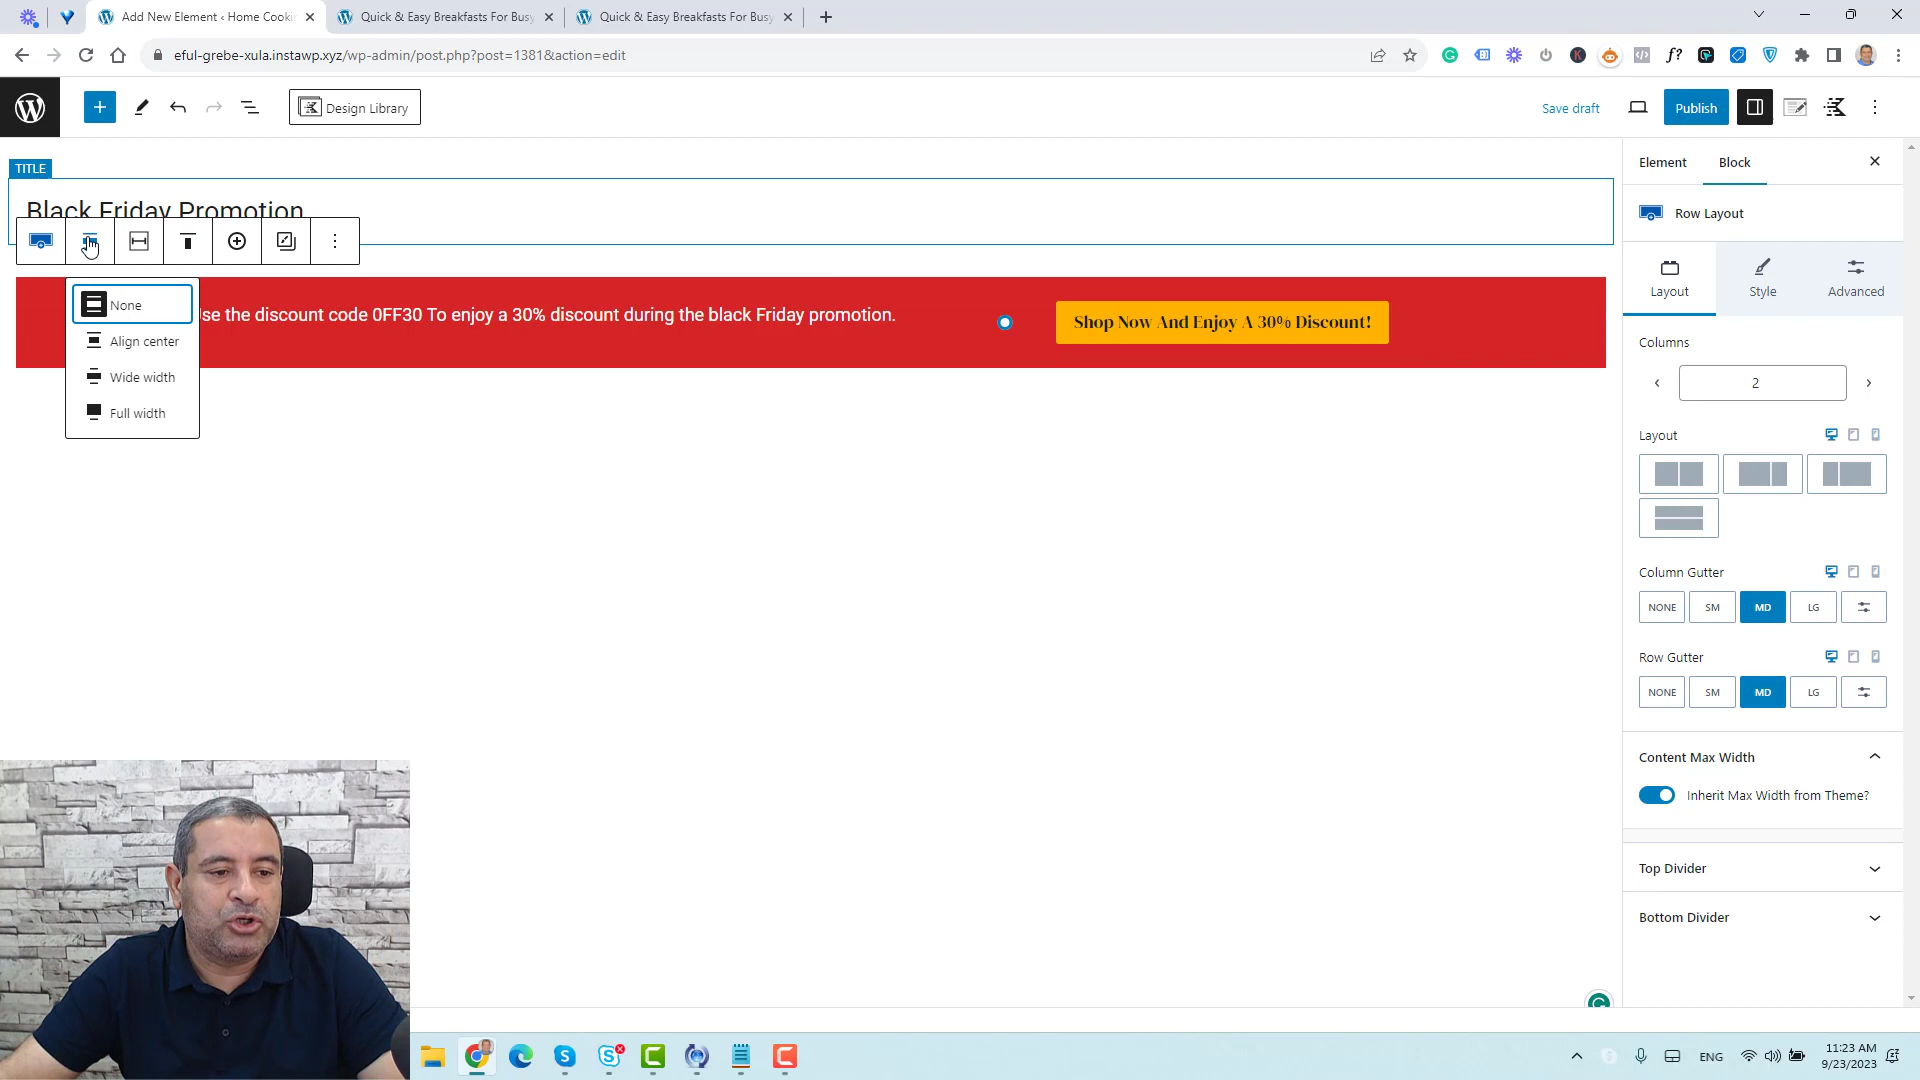 Add New Element ‹ Home Cooki
Quick & Easy Breakfasts For Busy
Quick & Easy Breakfasts For Busy
eful-grebe-xula.instawp.xyz/wp-admin/post.php?post=1381&action=edit
Design Library
Save draft
Publish
TITLE
Black Friday Promotion
None
Align center
Wide width
Full width
se the discount code 0FF30 To enjoy a 30% discount during the black Friday promotion.
Shop Now And Enjoy A 30% Discount!
Element
Block
Row Layout
Layout
Style
Advanced
Columns
2
Layout
Column Gutter
NONE
SM
MD
LG
Row Gutter
NONE
SM
MD
LG
Content Max Width
Inherit Max Width from Theme?
Top Divider
Bottom Divider
ENG
11:23 AM
9/23/2023